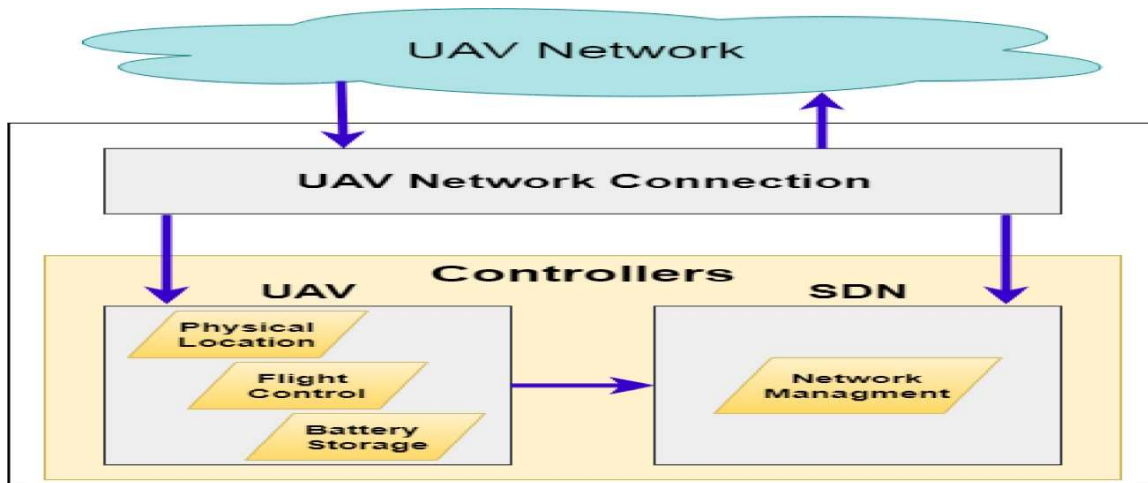 UAV Network
UAV Network Connection
Controllers
UAV
SDN
Physical
Location
Flight
Control
Battery
Storage
Network
Managment